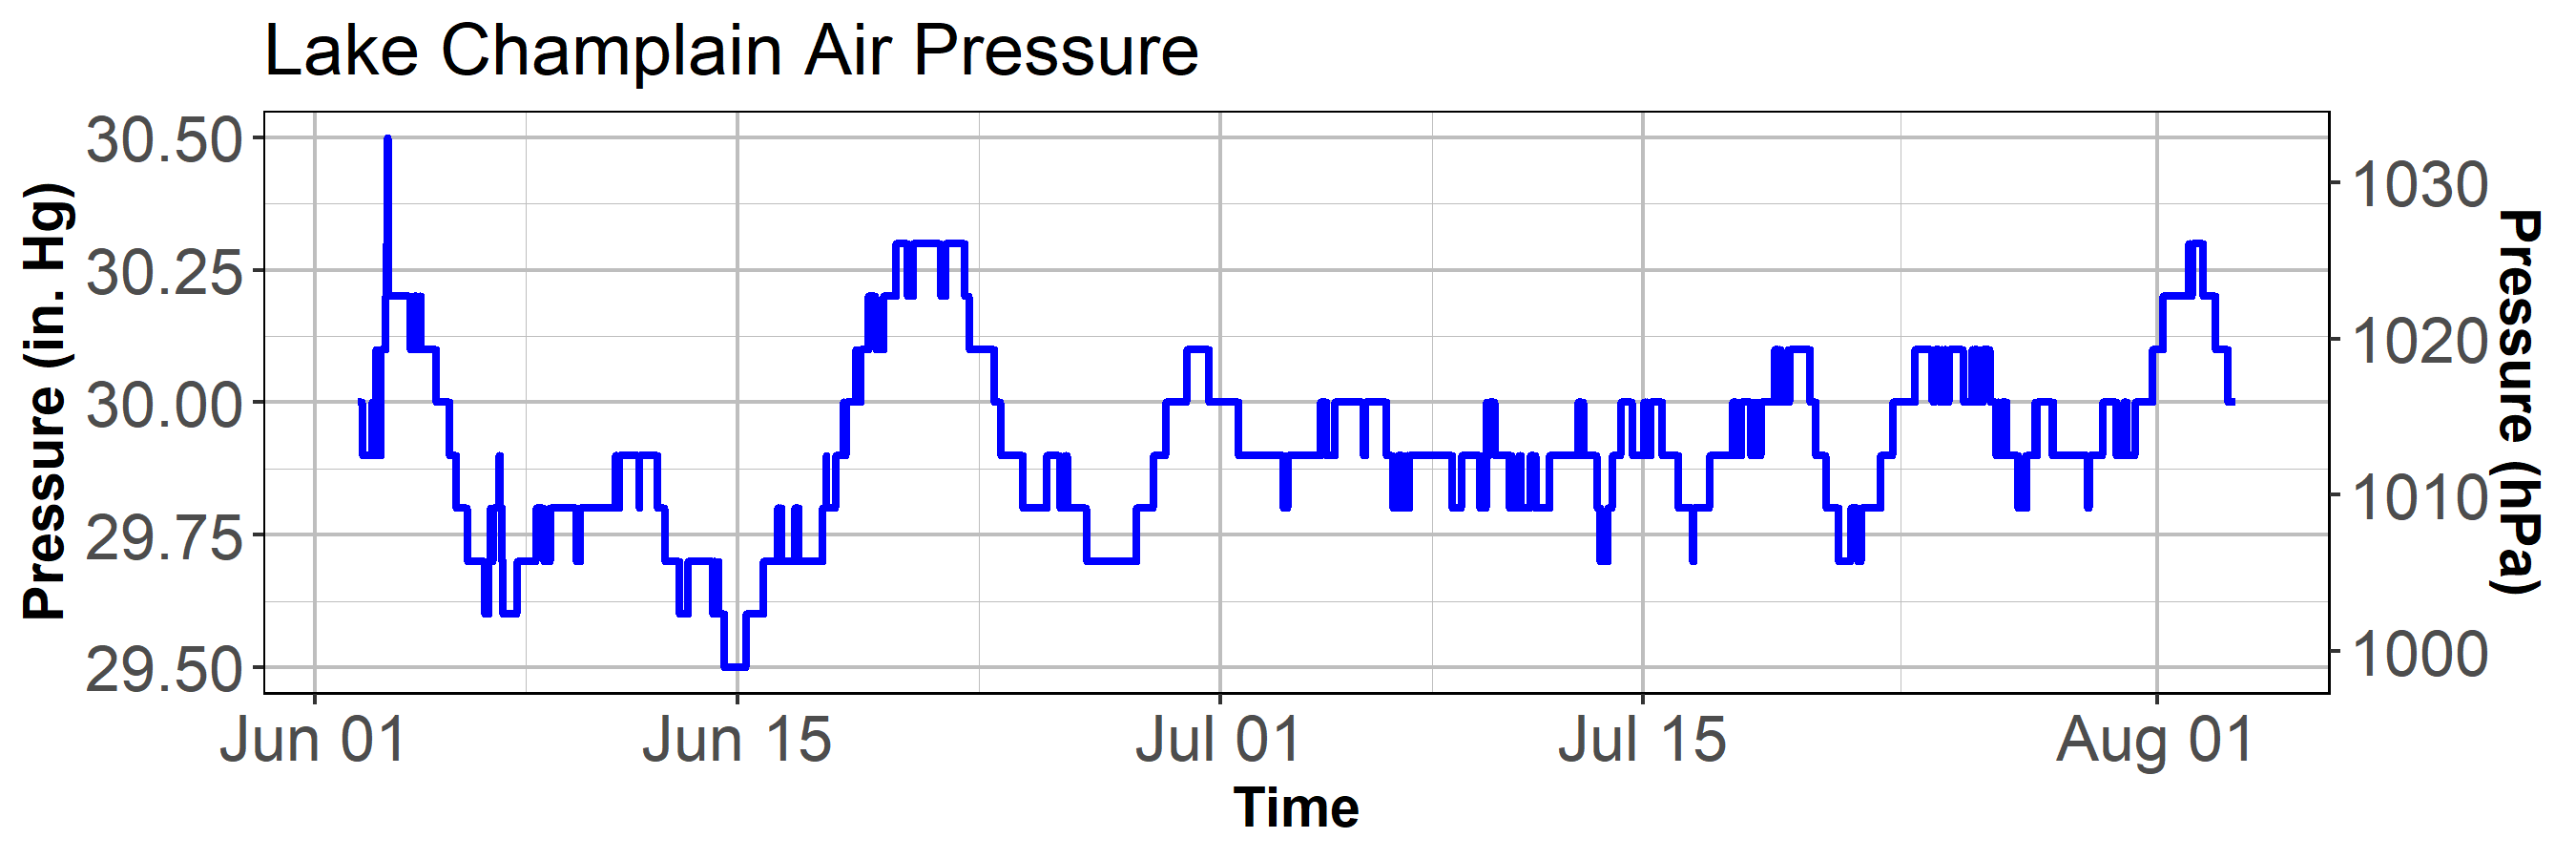 Lake Champlain Air Pressure
30.50
30.25
30.00
29.75
29.50
Pressure (in. Hg)
1030
1020
1010
1000
Pressure (hPa)
Jun 01 Jun 15 Jul 01 Jul 15 Aug 01
Time